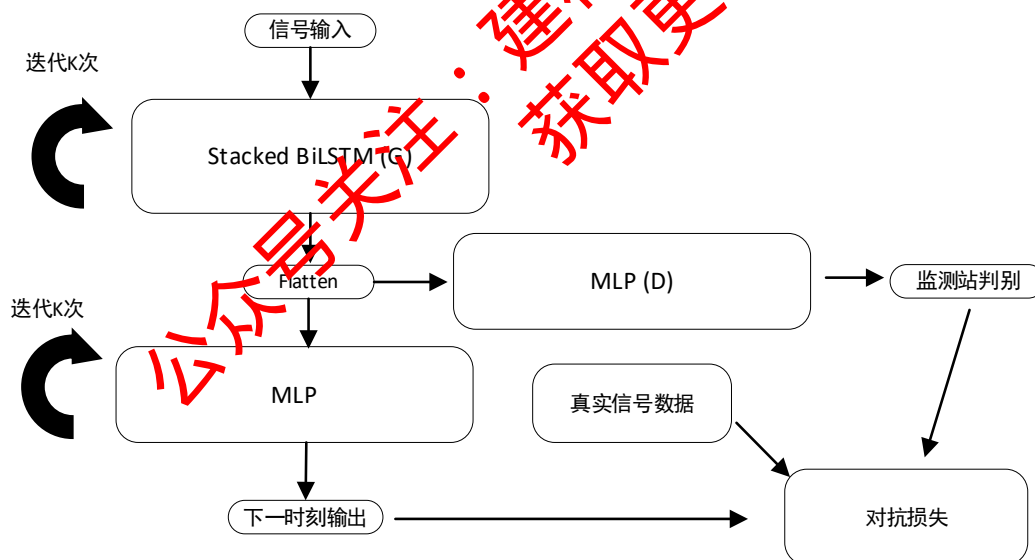 信号输入
迭代K次
Stacked BiLSTM (G)
Flatten
MLP (D)
监测站判别
迭代K次
MLP
真实信号数据
下一时刻输出
对抗损失
公众号关注：建
获取更